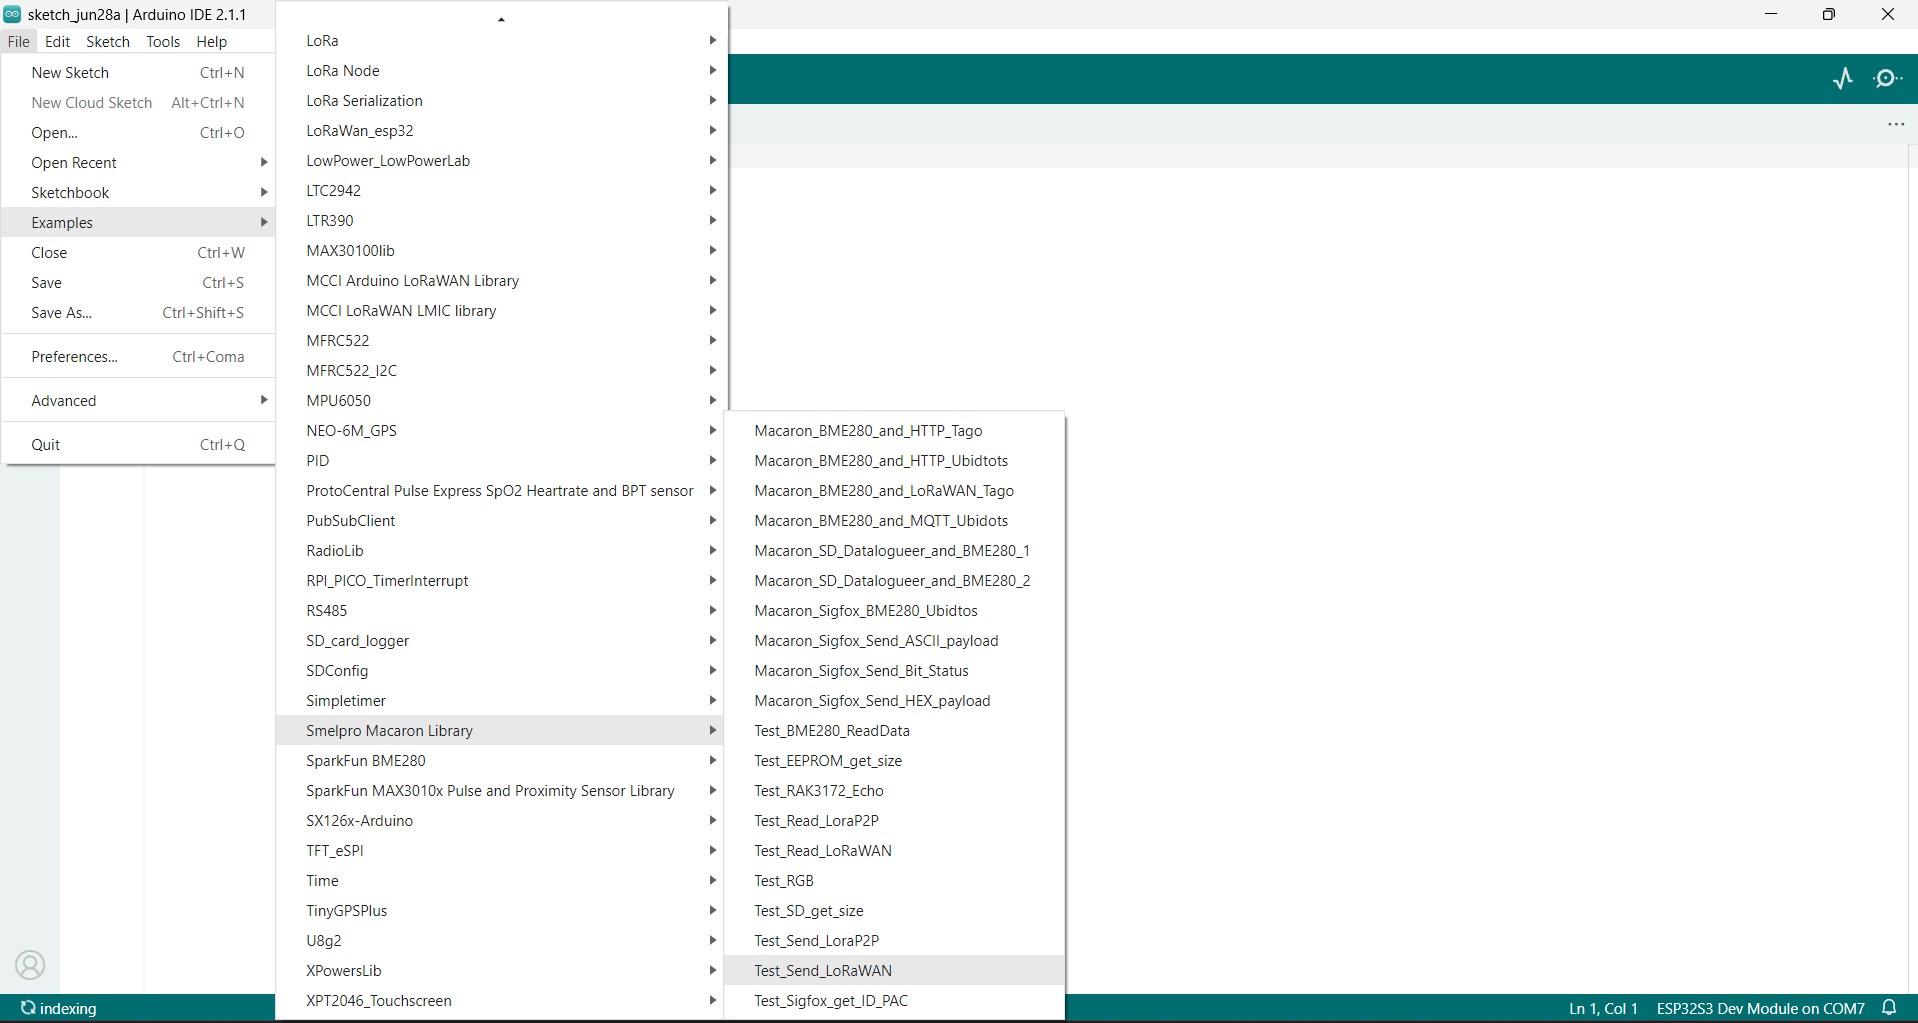 sketch_jun28a | Arduino IDE 2.1.1
File Edit Sketch Tools Help
New Sketch Ctrl+N
New Cloud Sketch Alt+Ctrl+N
Open... Ctrl+O
Open Recent
Sketchbook
Examples
Close Ctrl+W
Save Ctrl+S
Save As... Ctrl+Shift+S
Preferences... Ctrl+Coma
Advanced
Quit Ctrl+Q
LoRa
LoRa Node
LoRa Serialization
LoRaWan_esp32
LowPower_LowPowerLab
LTC2942
LTR390
MAX30100lib
MCCI Arduino LoRaWAN Library
MCCI LoRaWAN LMIC library
MFRC522
MFRC522_I2C
MPU6050
NEO-6M_GPS
PID
ProtoCentral Pulse Express SpO2 Heartrate and BPT sensor
PubSubClient
RadioLib
RPI_PICO_TimerInterrupt
RS485
SD_card_logger
SDConfig
Simpletimer
Smelpro Macaron Library
SparkFun BME280
SparkFun MAX3010x Pulse and Proximity Sensor Library
SX126x-Arduino
TFT_eSPI
Time
TinyGPSPlus
U8g2
XPowersLib
XPT2046_Touchscreen
Macaron_BME280_and_HTTP_Tago
Macaron_BME280_and_HTTP_Ubidtots
Macaron_BME280_and_LoRaWAN_Tago
Macaron_BME280_and_MQTT_Ubidots
Macaron_SD_Datalogueer_and_BME280_1
Macaron_SD_Datalogueer_and_BME280_2
Macaron_Sigfox_BME280_Ubidtos
Macaron_Sigfox_Send_ASCII_payload
Macaron_Sigfox_Send_Bit_Status
Macaron_Sigfox_Send_HEX_payload
Test_BME280_ReadData
Test_EEPROM_get_size
Test_RAK3172_Echo
Test_Read_LoraP2P
Test_Read_LoRaWAN
Test_RGB
Test_SD_get_size
Test_Send_LoraP2P
Test_Send_LoRaWAN
Test_Sigfox_get_ID_PAC
indexing
Ln 1, Col 1 ESP32S3 Dev Module on COM7